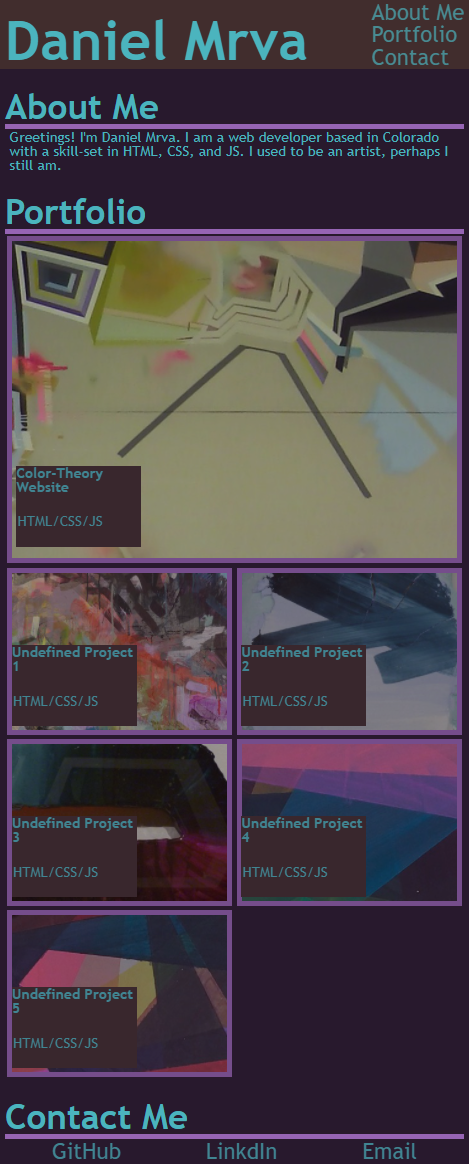 Daniel Mrva
About Me
Portfolio
Contact
About Me
Greetings! I'm Daniel Mrva. I am a web developer based in Colorado
with a skill-set in HTML, CSS, and JS. I used to be an artist, perhaps I
still am.
Portfolio
Color-Theory
Website
HTML/CSS/JS
Undefined Project
1
HTML/CSS/JS
Undefined Project
2
HTML/CSS/JS
Undefined Project
3
HTML/CSS/JS
Undefined Project
4
HTML/CSS/JS
Undefined Project
5
HTML/CSS/JS
Contact Me
GitHub
LinkdIn
Email